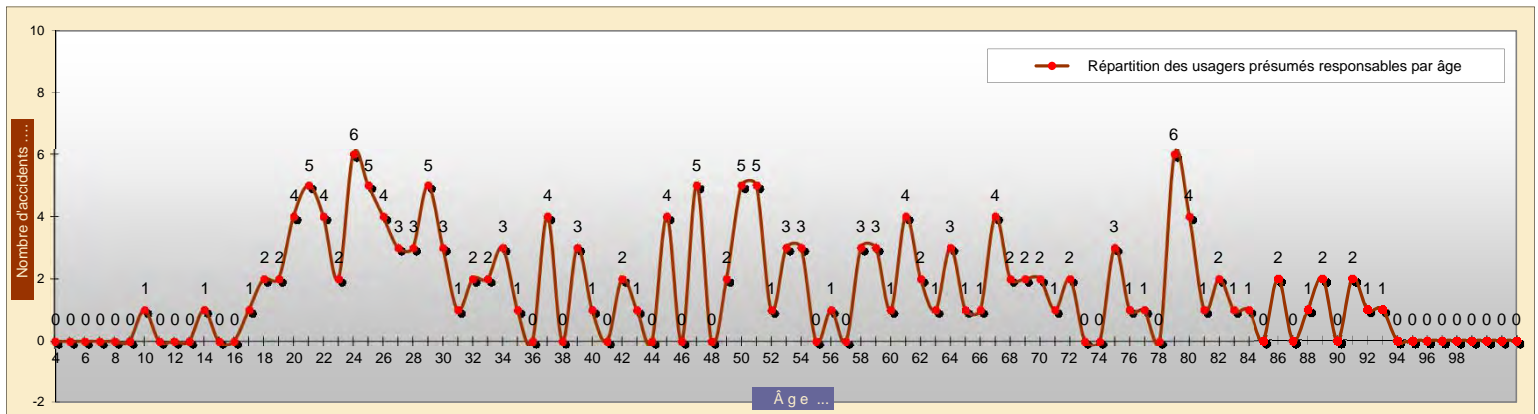 10
8
6
4
2
0
-2
Nombre d'accidents ....
Répartition des usagers présumés responsables par âge
0 0 0 0 0 0 1 0 0 0 1 0 0 1 2 2 4 5 4 2 6 5 4 3 3 5 3 1 2 2 3 1 0 4 0 3 1 0 2 1 0 4 0 5 0 2 5 5 1 3 3 0 1 0 3 3 1 4 2 1 3 1 1 4 2 2 2 1 2 0 0 3 1 1 0 6 4 1 2 1 1 0 2 0 1 2 0 2 1 1 0 0 0 0 0 0 0 0 0
4 6 8 10 12 14 16 18 20 22 24 26 28 30 32 34 36 38 40 42 44 46 48 50 52 54 56 58 60 62 64 66 68 70 72 74 76 78 80 82 84 86 88 90 92 94 96 98
Âge ...